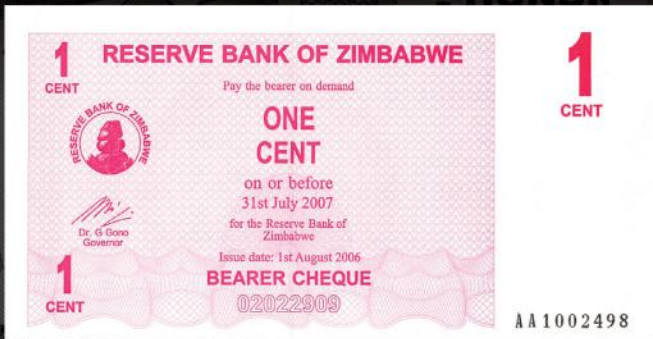 1 RESERVE BANK OF ZIMBABWE 1
CENT Pay the bearer on demand CENT
RESERVE BANK OF ZIMBABWE
ONE
CENT
on or before
31st July 2007
for the Reserve Bank of
Zimbabwe
Dr. G Gono
Governor
Issue date: 1st August 2006
1 BEARER CHEQUE
CENT 02022909
AA1002498